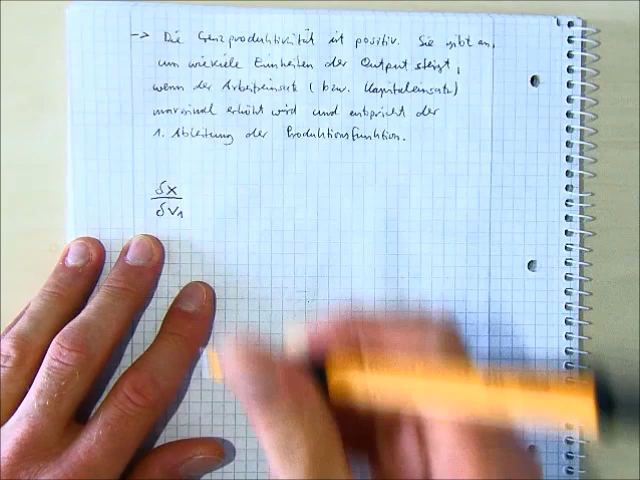 -> Die Grenzproduktivität ist positiv. Sie gibt an,
um wieviele Einheiten der Output steigt,
wenn der Arbeitseinsatz (bzw. Kapitaleinsatz)
marginal erhöht wird und entspricht der
1. Ableitung der Produktionsfunktion.
δx
δv₁